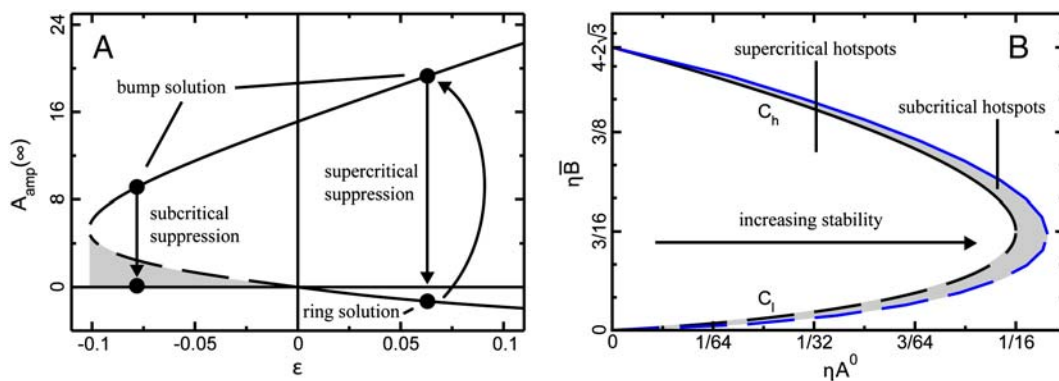 A
24
16
8
0
A_amp(∞)
bump solution
subcritical
suppression
supercritical
suppression
ring solution
-0.1
-0.05
0
0.05
0.1
ε
B
4-2√3
3/8
3/16
0
ηB̅
supercritical hotspots
subcritical hotspots
C_h
increasing stability
C_l
0
1/64
1/32
3/64
1/16
ηA⁰